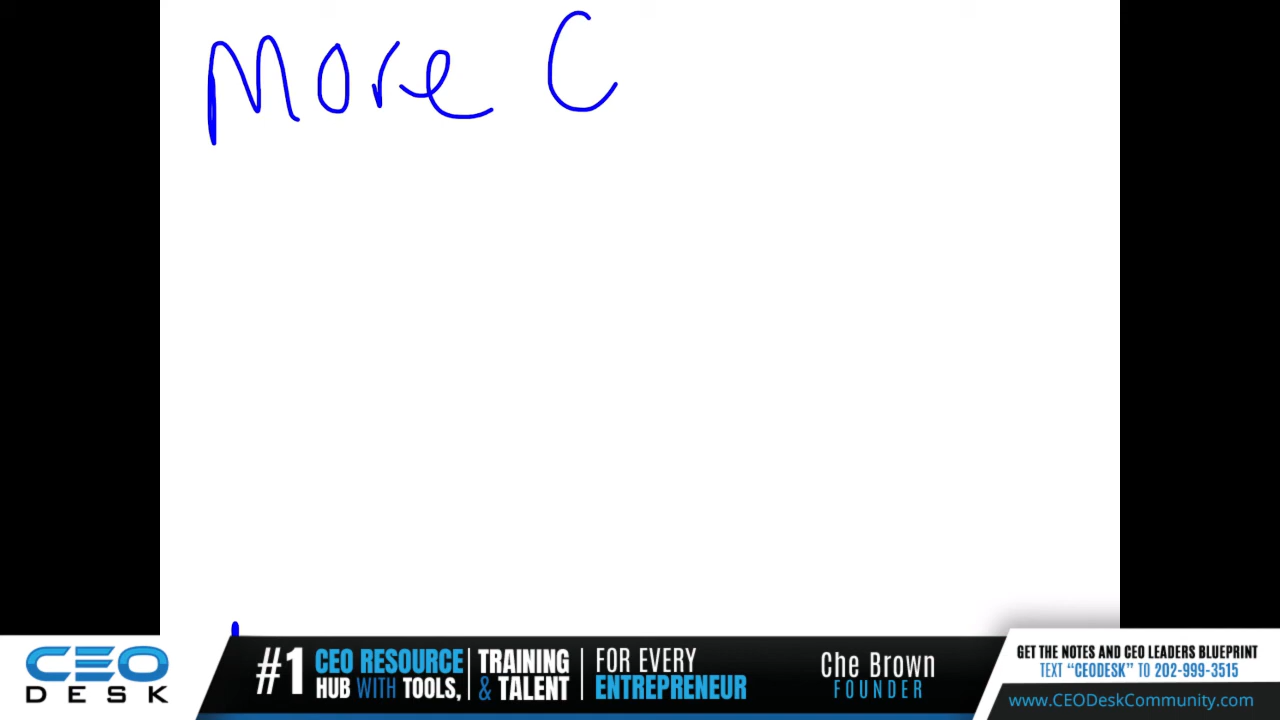 More C
CEO
DESK
#1 CEO RESOURCE
HUB WITH TOOLS,
TRAINING
& TALENT
FOR EVERY
ENTREPRENEUR
Che Brown
FOUNDER
GET THE NOTES AND CEO LEADERS BLUEPRINT
TEXT “CEODESK” TO 202-999-3515
www.CEODeskCommunity.com